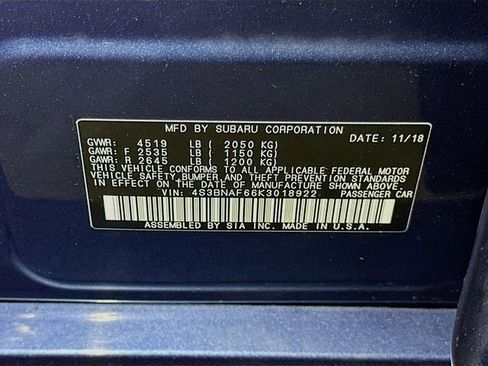 MFD BY SUBARU CORPORATION
GVWR: 4519 LB ( 2050 KG) DATE: 11/18
GAWR: F 2535 LB ( 1150 KG)
GAWR: R 2645 LB ( 1200 KG)
THIS VEHICLE CONFORMS TO ALL APPLICABLE FEDERAL MOTOR
VEHICLE SAFETY, BUMPER, AND THEFT PREVENTION STANDARDS
IN EFFECT ON THE DATE OF MANUFACTURE SHOWN ABOVE.
VIN: 4S3BNAF66K3018922 PASSENGER CAR
ASSEMBLED BY SIA INC. MADE IN U.S.A.